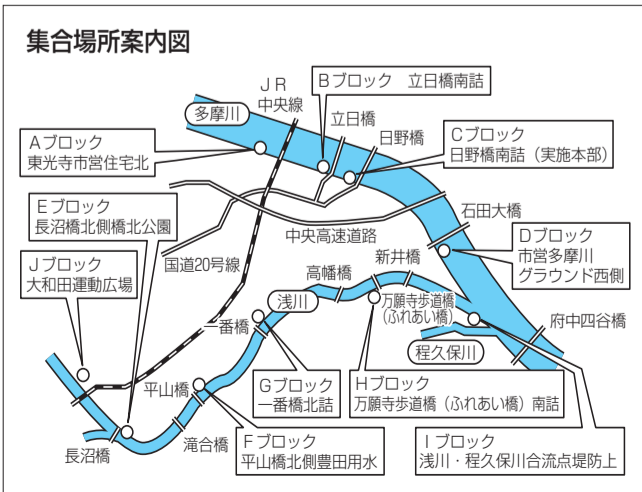 集合場所案内図
JR
中央線
多摩川
Bブロック　立日橋南詰
立日橋
日野橋
Aブロック
東光寺市営住宅北
Cブロック
日野橋南詰（実施本部）
Eブロック
長沼橋北側橋北公園
石田大橋
中央高速道路
国道20号線
Jブロック
大和田運動広場
Dブロック
市営多摩川
グラウンド西側
新井橋
高幡橋
浅川
万願寺歩道橋
（ふれあい橋）
一番橋
府中四谷橋
程久保川
平山橋
Gブロック
一番橋北詰
Hブロック
万願寺歩道橋（ふれあい橋）南詰
長沼橋
滝合橋
Fブロック
平山橋北側豊田用水
Iブロック
浅川・程久保川合流点堤防上